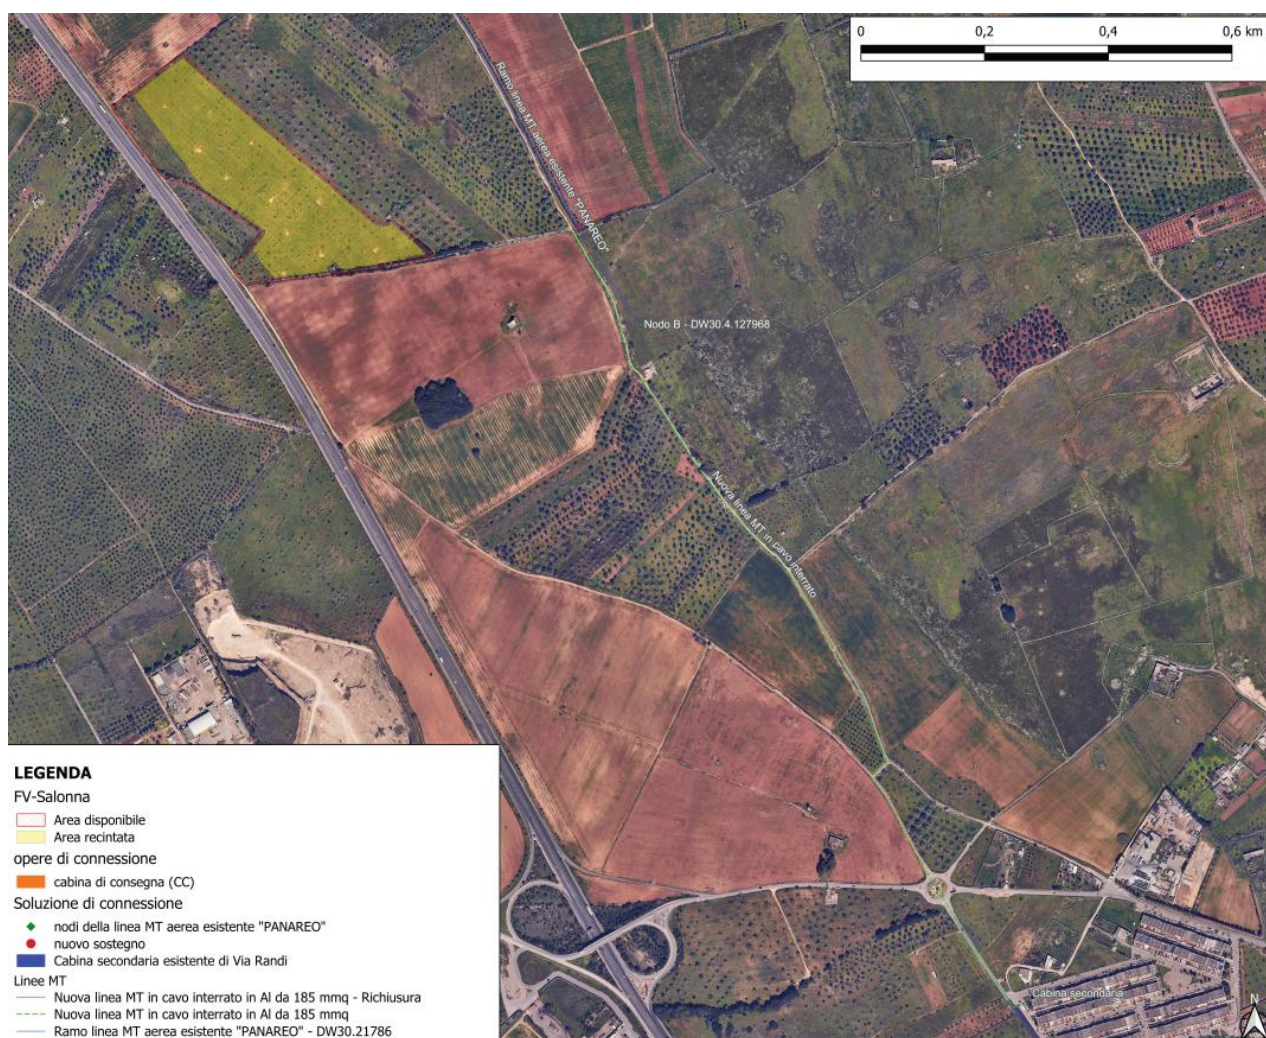 0 0,2 0,4 0,6 km
Ramo linea MT aerea esistente "PANAREO"
Nodo B - DW30.4.127968
Nuova linea MT in cavo interrato
Cabina secondaria
N
LEGENDA
FV-Salonna
Area disponibile
Area recintata
opere di connessione
cabina di consegna (CC)
Soluzione di connessione
nodi della linea MT aerea esistente "PANAREO"
nuovo sostegno
Cabina secondaria esistente di Via Randi
Linee MT
Nuova linea MT in cavo interrato in Al da 185 mmq - Richiusura
Nuova linea MT in cavo interrato in Al da 185 mmq
Ramo linea MT aerea esistente "PANAREO" - DW30.21786